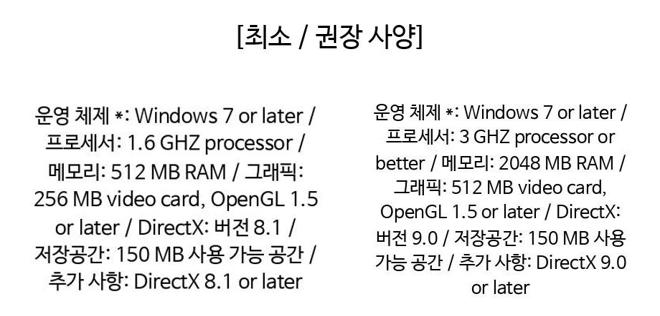 [최소 / 권장 사양]
운영 체제 *: Windows 7 or later /
프로세서: 1.6 GHZ processor /
메모리: 512 MB RAM / 그래픽:
256 MB video card, OpenGL 1.5
or later / DirectX: 버전 8.1 /
저장공간: 150 MB 사용 가능 공간 /
추가 사항: DirectX 8.1 or later
운영 체제 *: Windows 7 or later /
프로세서: 3 GHZ processor or
better / 메모리: 2048 MB RAM /
그래픽: 512 MB video card,
OpenGL 1.5 or later / DirectX:
버전 9.0 / 저장공간: 150 MB 사용
가능 공간 / 추가 사항: DirectX 9.0
or later